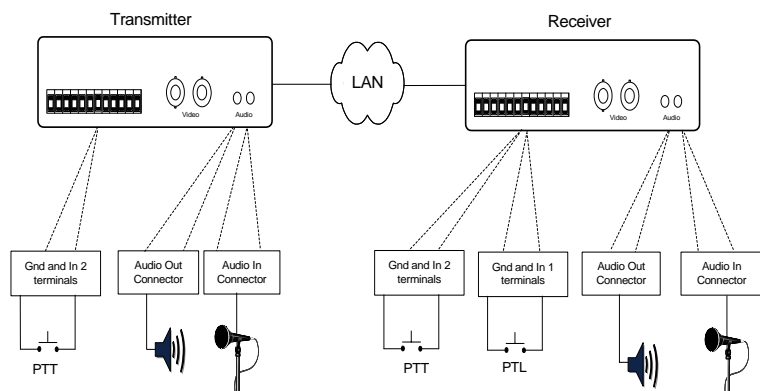 Transmitter
Receiver
LAN
Video
Audio
Video
Audio
Gnd and In 2
terminals
Audio Out
Connector
Audio In
Connector
Gnd and In 2
terminals
Gnd and In 1
terminals
Audio Out
Connector
Audio In
Connector
PTT
PTT
PTL